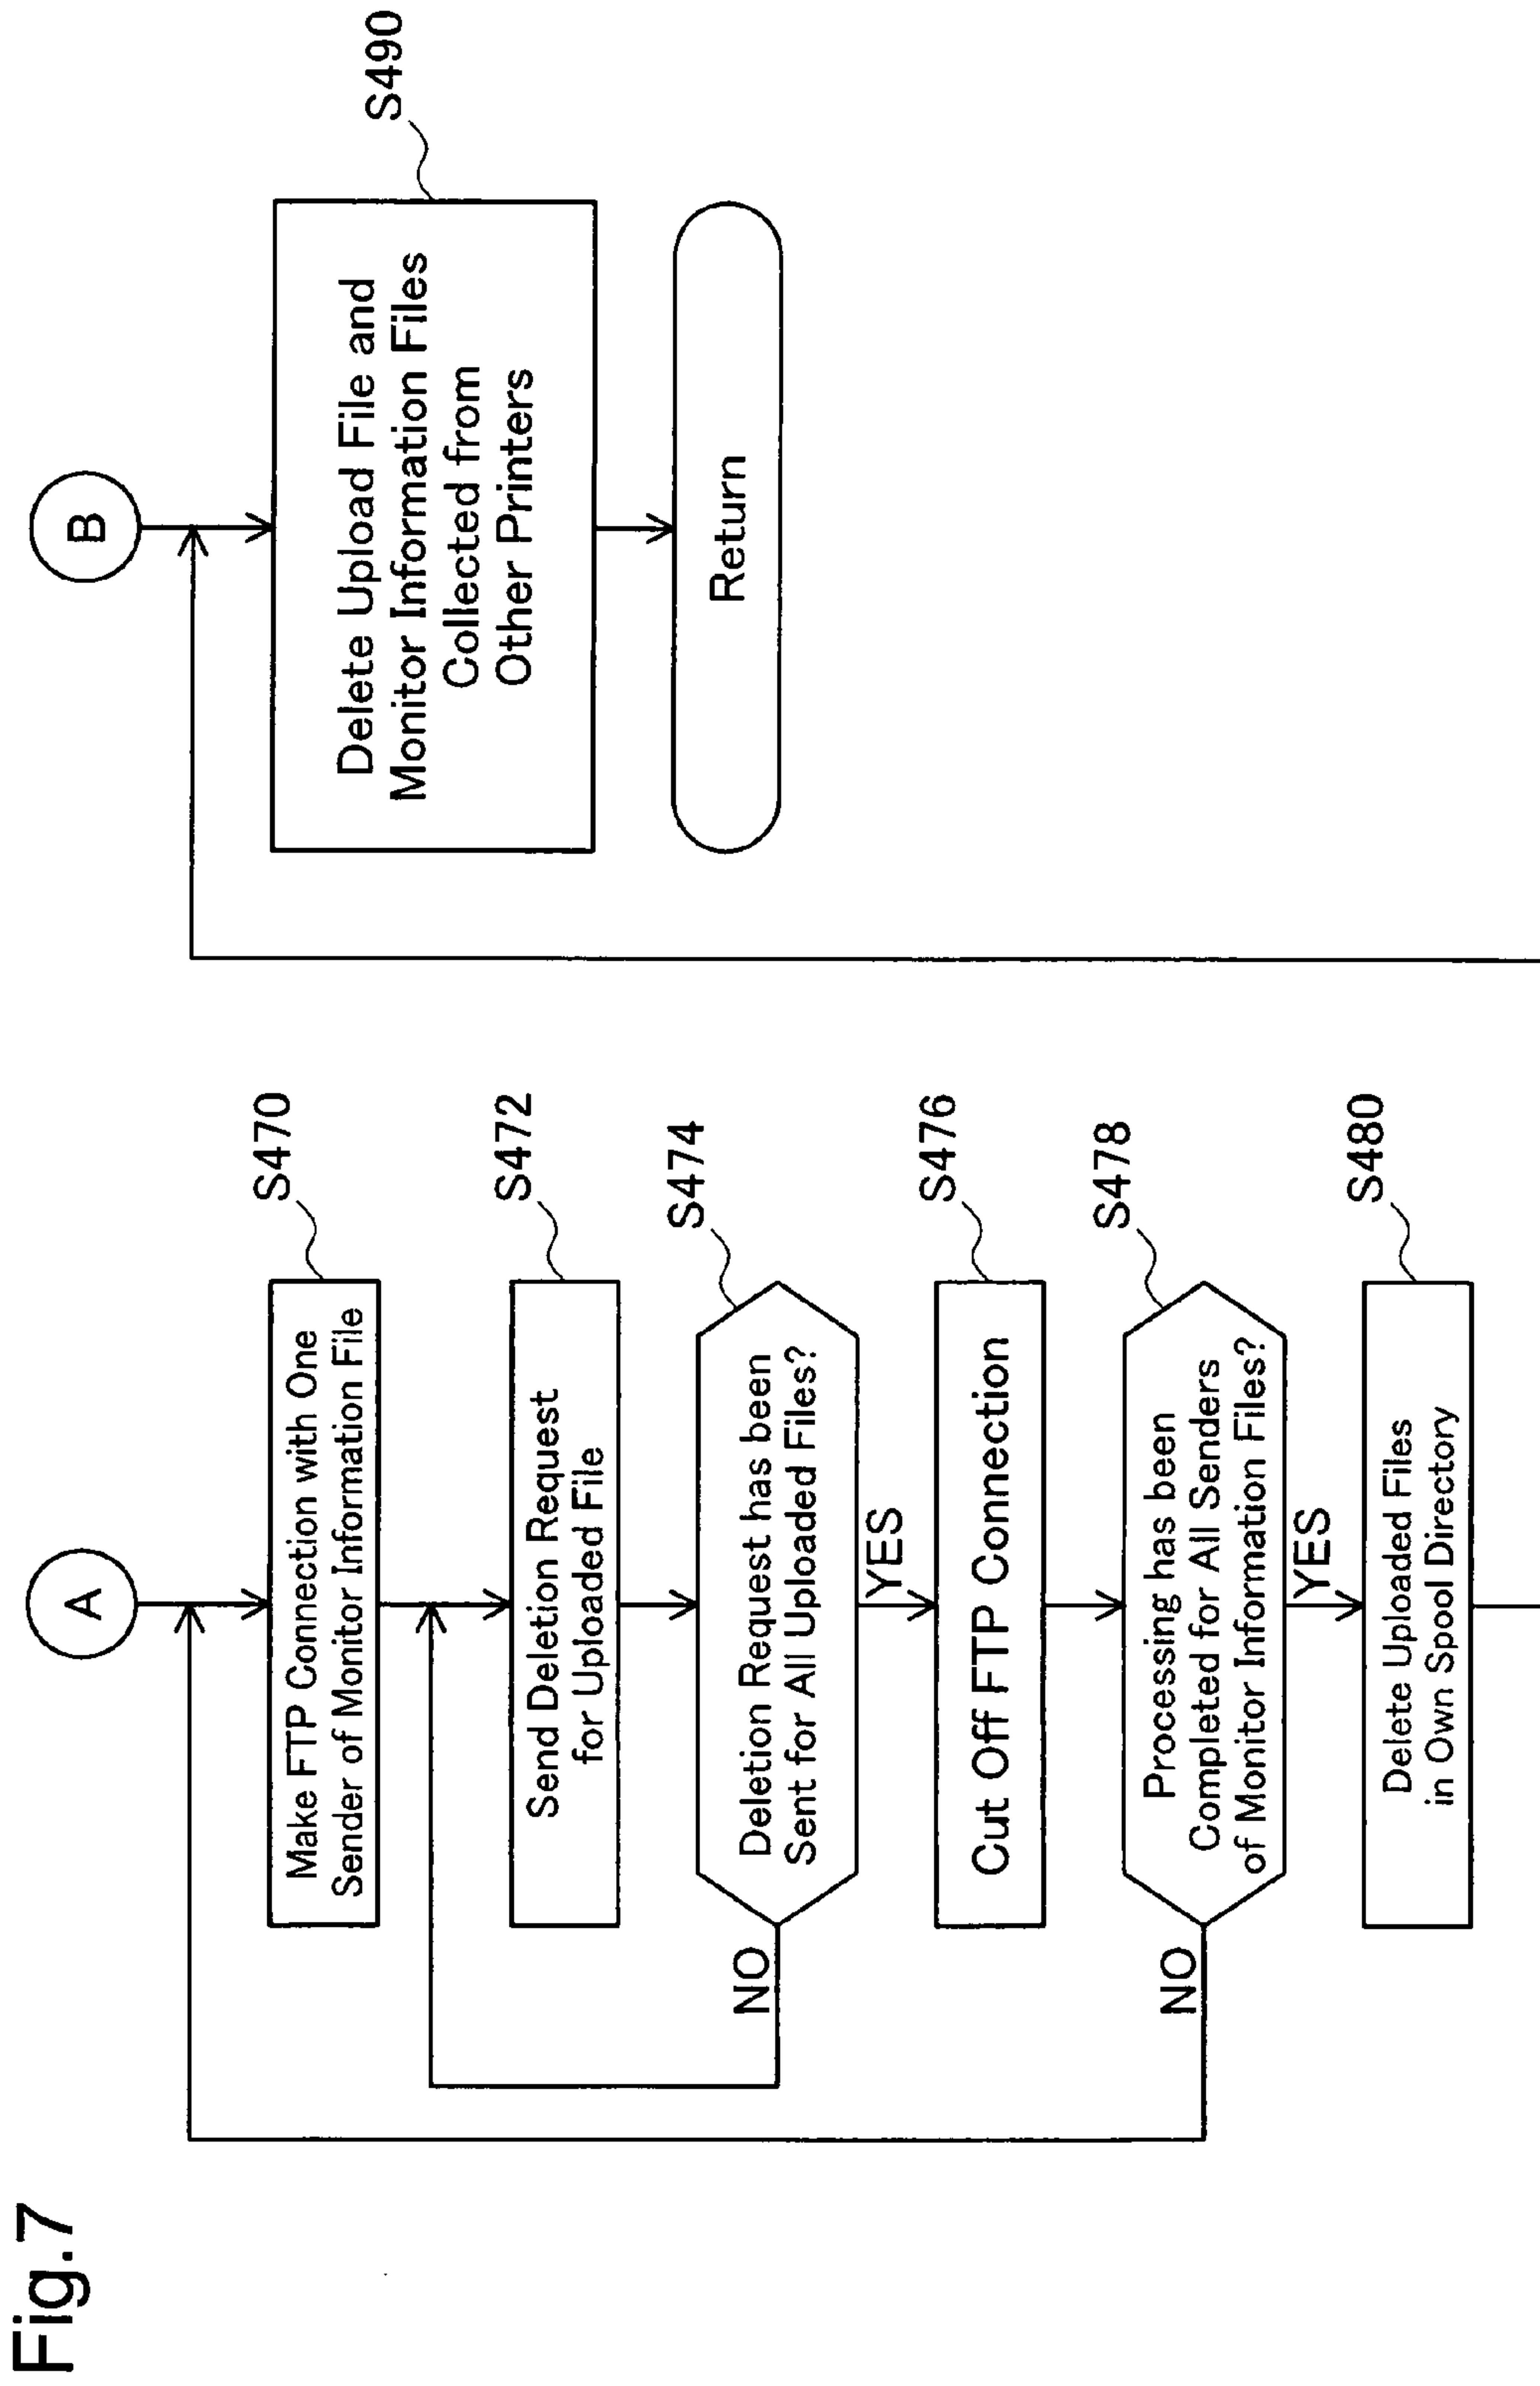 Fig.7
A
Make FTP Connection with One
Sender of Monitor Information File
S470
Send Deletion Request
for Uploaded File
S472
Deletion Request has been
Sent for All Uploaded Files?
S474
NO
YES
Cut Off FTP Connection
S476
Processing has been
Completed for All Senders
of Monitor Information Files?
S478
NO
YES
Delete Uploaded Files
in Own Spool Directory
S480
B
Delete Upload File and
Monitor Information Files
Collected from
Other Printers
S490
Return